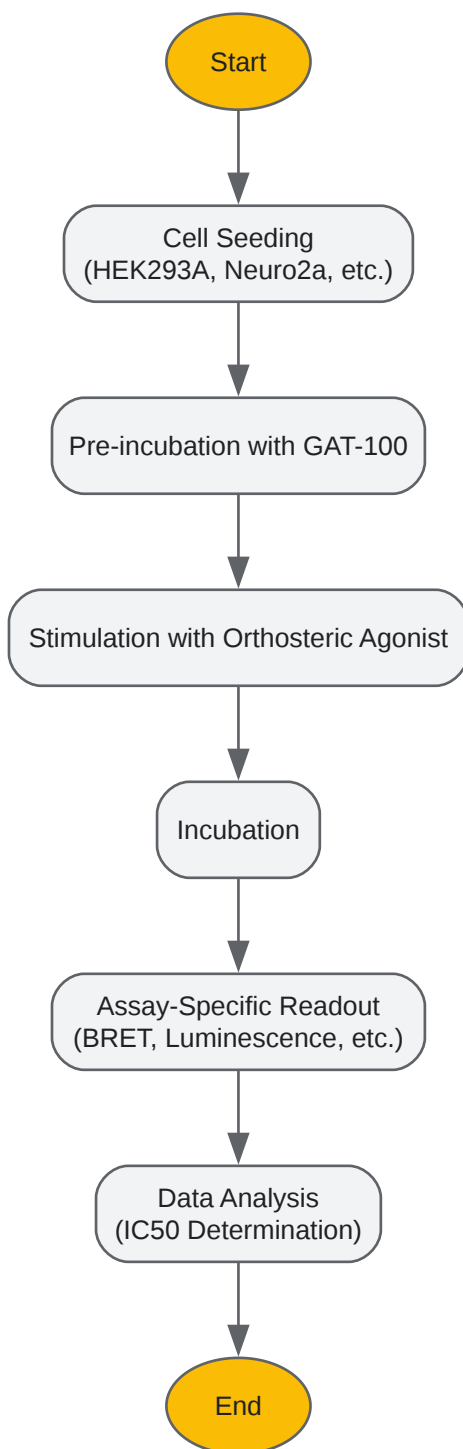 Start
Cell Seeding
(HEK293A, Neuro2a, etc.)
Pre-incubation with GAT-100
Stimulation with Orthosteric Agonist
Incubation
Assay-Specific Readout
(BRET, Luminescence, etc.)
Data Analysis
(IC50 Determination)
End